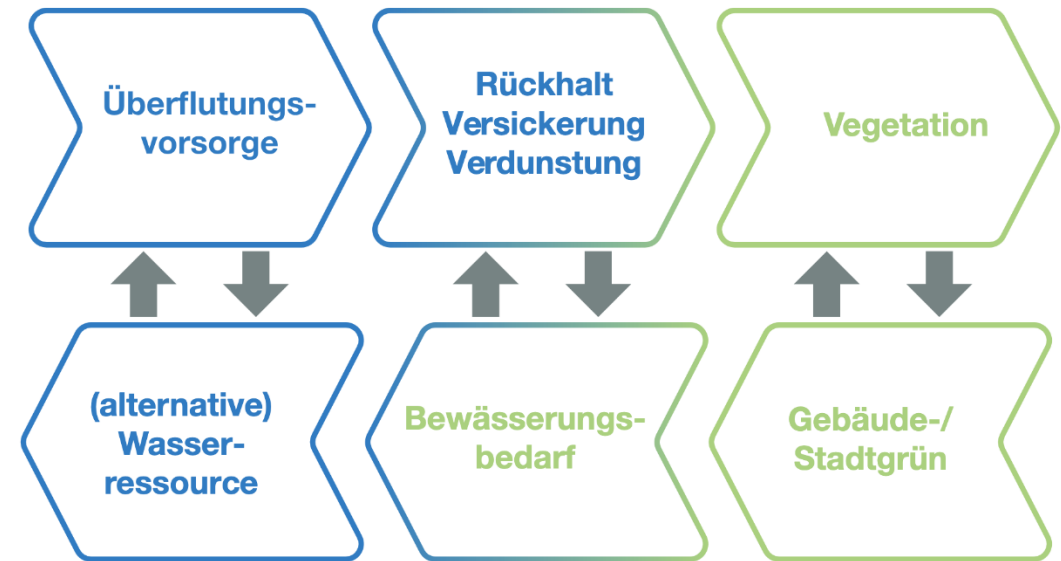 Überflutungs-
vorsorge
Rückhalt
Versickerung
Verdunstung
Vegetation
(alternative)
Wasser-
ressource
Bewässerungs-
bedarf
Gebäude-/
Stadtgrün